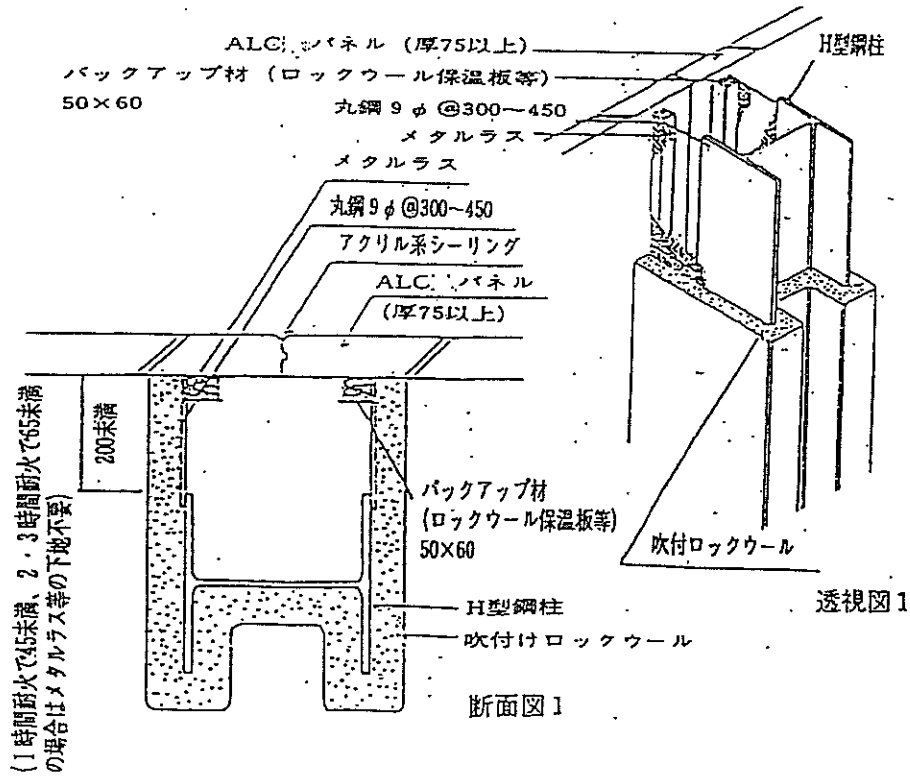 ALCパネル (厚75以上)
バックアップ材 (ロックウール保温板等)
50×60
丸鋼 9 φ @300〜450
メタルラス
H型鋼柱
メタルラス
丸鋼 9 φ @300〜450
アクリル系シーリング
ALCパネル
(厚75以上)
200未満
(1時間耐火で45未満、2・3時間耐火で65未満
の場合はメタルラス等の下地不要)
バックアップ材
(ロックウール保温板等)
50×60
H型鋼柱
吹付けロックウール
断面図1
吹付ロックウール
透視図1